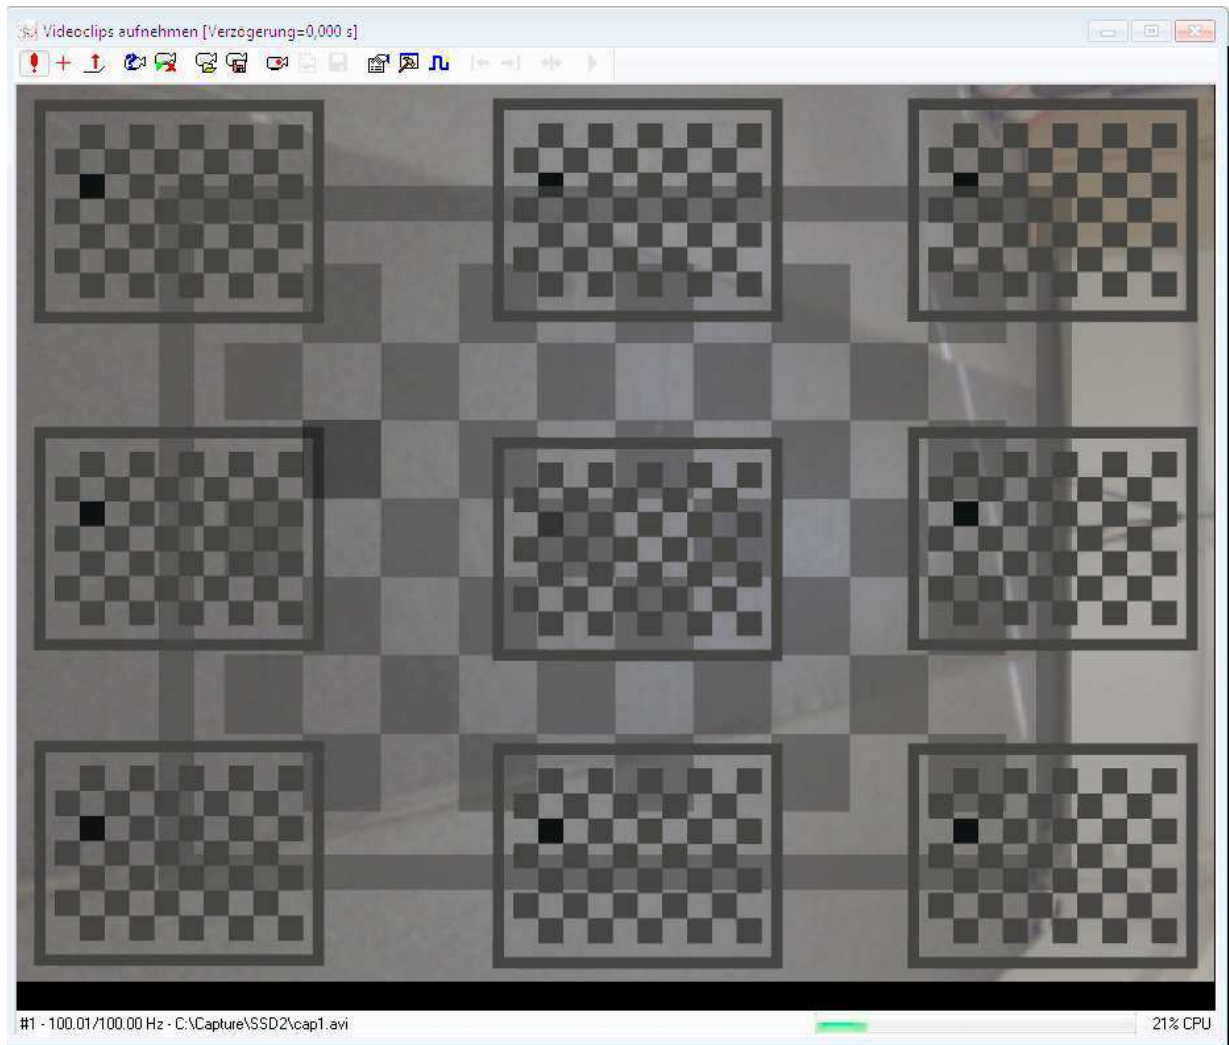 Videoclips aufnehmen [Verzögerung=0,000 s]
#1 - 100.01/100.00 Hz - C:\Capture\SSD2\cap1.avi
21% CPU